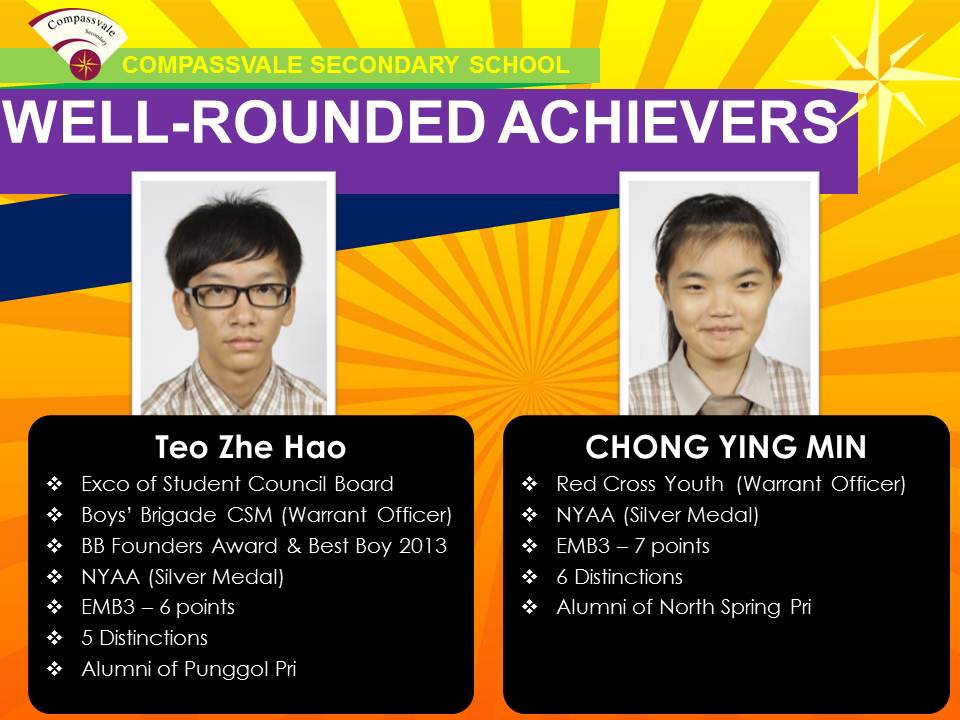 Compassvale
Secondary
COMPASSVALE SECONDARY SCHOOL
WELL-ROUNDED ACHIEVERS
Teo Zhe Hao
❖ Exco of Student Council Board
❖ Boys’ Brigade CSM (Warrant Officer)
❖ BB Founders Award & Best Boy 2013
❖ NYAA (Silver Medal)
❖ EMB3 – 6 points
❖ 5 Distinctions
❖ Alumni of Punggol Pri
CHONG YING MIN
❖ Red Cross Youth (Warrant Officer)
❖ NYAA (Silver Medal)
❖ EMB3 – 7 points
❖ 6 Distinctions
❖ Alumni of North Spring Pri